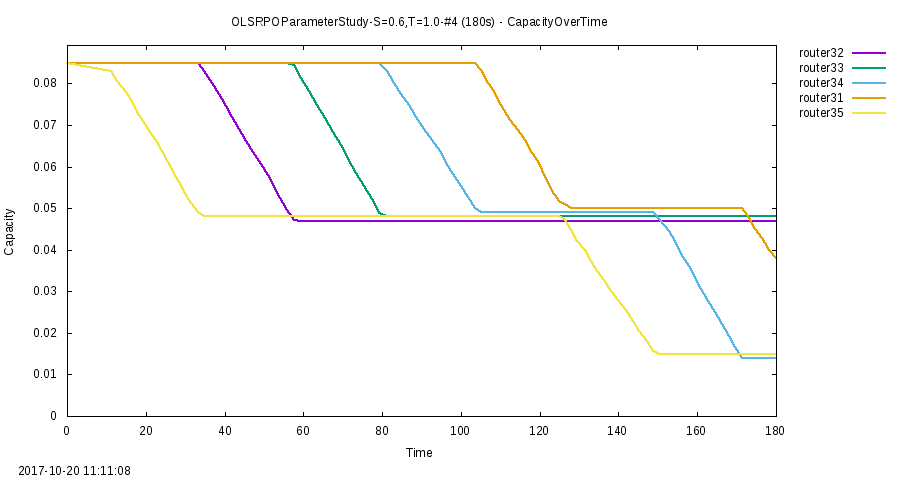 OLSRPOParameterStudy-S=0.6,T=1.0-#4 (180s) - CapacityOverTime
router32
router33
router34
router31
router35
0.08
0.07
0.06
0.05
0.04
0.03
0.02
0.01
0
Capacity
0 20 40 60 80 100 120 140 160 180
Time
2017-10-20 11:11:08